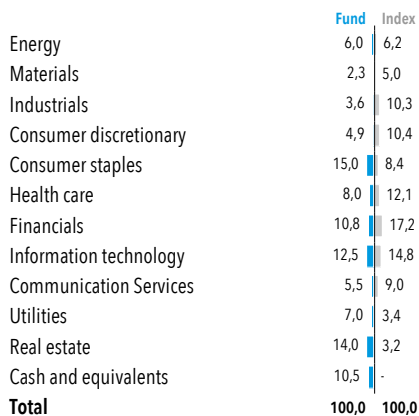 Fund Index
Energy 6,0 6,2
Materials 2,3 5,0
Industrials 3,6 10,3
Consumer discretionary 4,9 10,4
Consumer staples 15,0 8,4
Health care 8,0 12,1
Financials 10,8 17,2
Information technology 12,5 14,8
Communication Services 5,5 9,0
Utilities 7,0 3,4
Real estate 14,0 3,2
Cash and equivalents 10,5 -
Total 100,0 100,0